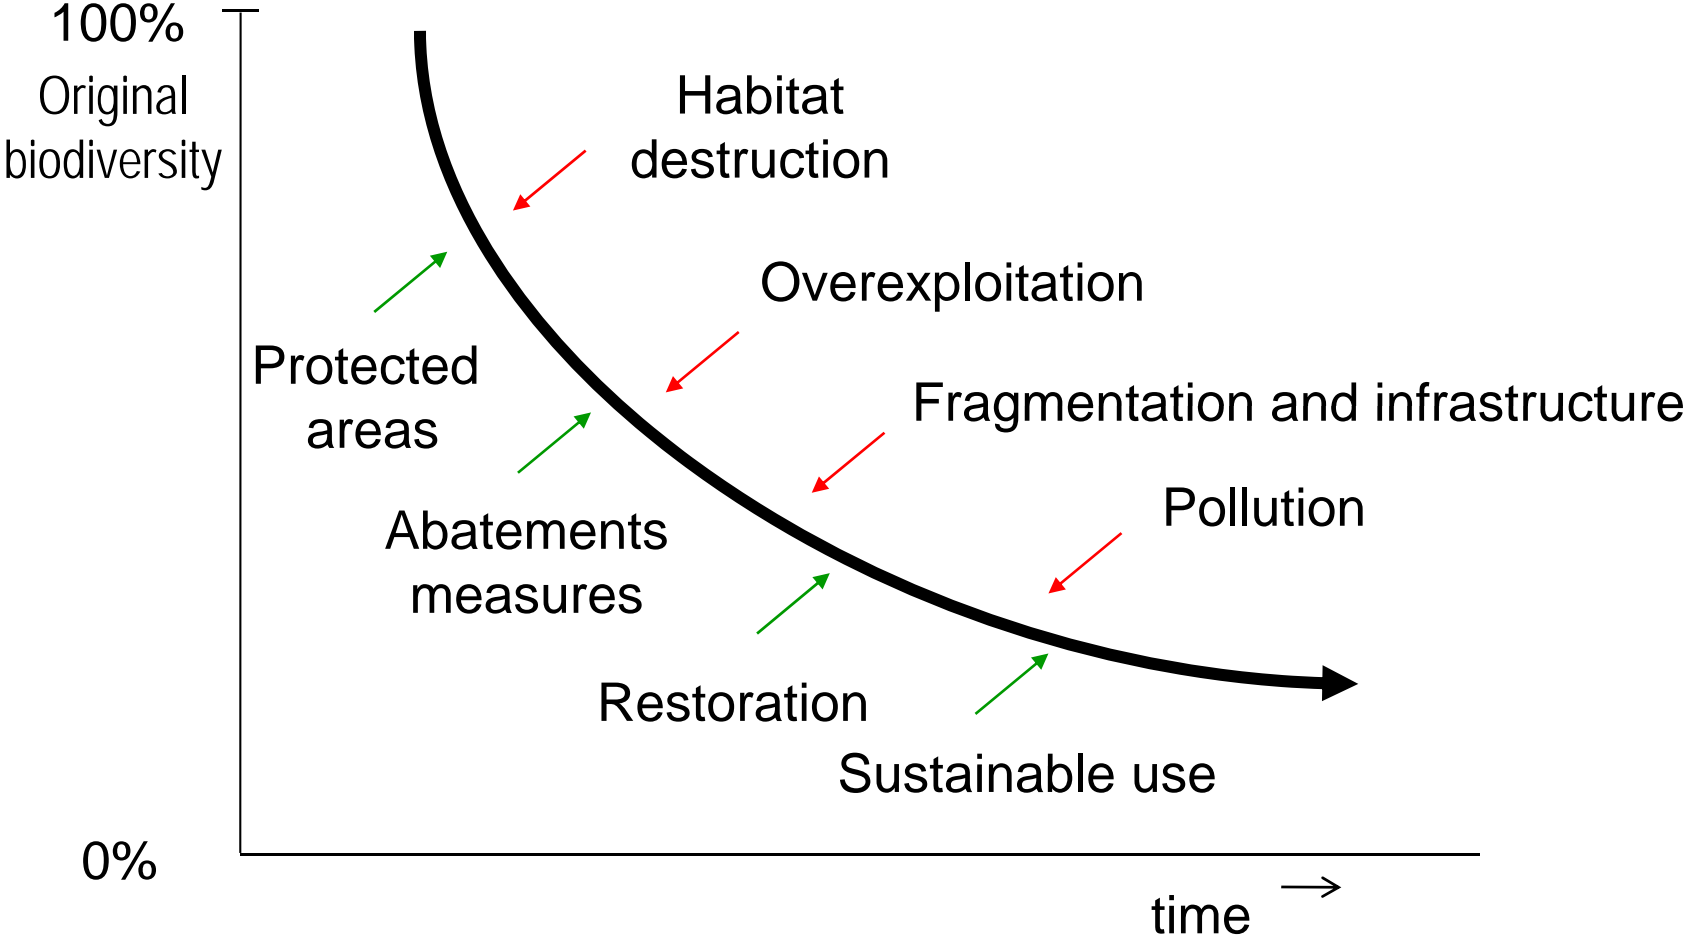 100%
Original
biodiversity
Habitat
destruction
Overexploitation
Protected
areas
Fragmentation and infrastructure
Pollution
Abatements
measures
Restoration
Sustainable use
0%
time